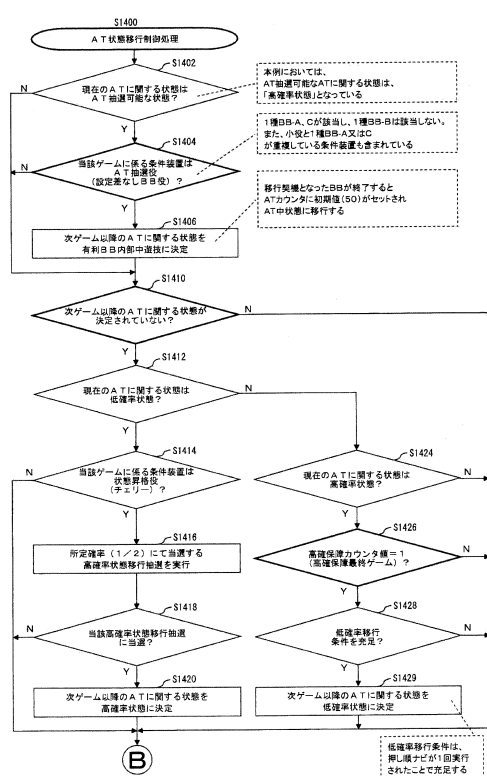 S1400
ＡＴ状態移行制御処理
S1402
現在のＡＴに関する状態は
ＡＴ抽選可能な状態？
N
Y
本例においては、
AT抽選可能なATに関する状態は、
「高確率状態」となっている
S1404
当該ゲームに係る条件装置は
ＡＴ抽選役
（設定差なしＢＢ役）？
N
Y
1種BB-A、Cが該当し、1種BB-Bは該当しない。
また、小役と1種BB-A又はC
が重複している条件装置も含まれている
S1406
次ゲーム以降のＡＴに関する状態を
有利ＢＢ内部中遊技に決定
移行契機となったBBが終了すると
ATカウンタに初期値(50)がセットされ
AT中状態に移行する
S1410
次ゲーム以降のＡＴに関する状態が
決定されていない？
N
Y
S1412
現在のＡＴに関する状態は
低確率状態？
N
Y
S1414
当該ゲームに係る条件装置は
状態昇格役
（チェリー）？
N
Y
S1424
現在のＡＴに関する状態は
高確率状態？
N
Y
S1416
所定確率（１／２）にて当選する
高確率状態移行抽選を実行
S1426
高確保障カウンタ値＝１
（高確保障最終ゲーム）？
N
Y
S1418
当該高確率状態移行抽選
に当選？
N
Y
S1428
低確率移行
条件を充足？
N
Y
S1420
次ゲーム以降のＡＴに関する状態を
高確率状態に決定
S1429
次ゲーム以降のＡＴに関する状態を
低確率状態に決定
B
低確率移行条件は、
押し順ナビが1回実行
されたことで充足する